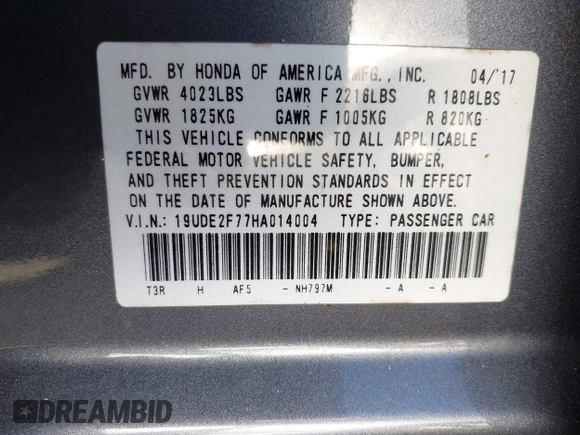 MFD. BY HONDA OF AMERICA MFG., INC. 04/'17
GVWR 4023LBS GAWR F 2216LBS R 1808LBS
GVWR 1825KG GAWR F 1005KG R 820KG
THIS VEHICLE CONFORMS TO ALL APPLICABLE
FEDERAL MOTOR VEHICLE SAFETY, BUMPER,
AND THEFT PREVENTION STANDARDS IN EFFECT
ON THE DATE OF MANUFACTURE SHOWN ABOVE.
V.I.N.: 19UDE2F77HA014004 TYPE: PASSENGER CAR
T3R H AF5 - NH797M - A - A
DREAMBID